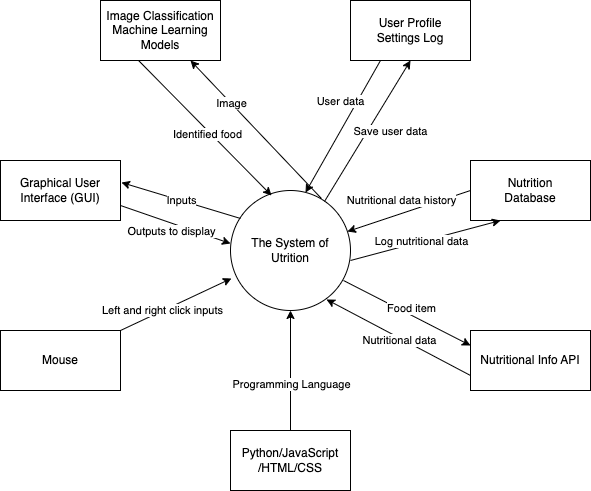 Image Classification
Machine Learning
Models
User Profile
Settings Log
Image
User data
Identified food
Save user data
Graphical User
Interface (GUI)
Inputs
Outputs to display
Nutritional data history
Nutrition
Database
The System of
Utrition
Log nutritional data
Left and right click inputs
Food item
Mouse
Nutritional data
Nutritional Info API
Programming Language
Python/JavaScript
/HTML/CSS